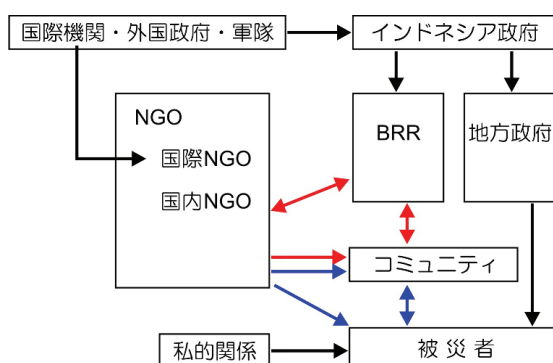 国際機関・外国政府・軍隊
インドネシア政府
NGO
国際NGO
国内NGO
BRR
地方政府
コミュニティ
私的関係
被災者